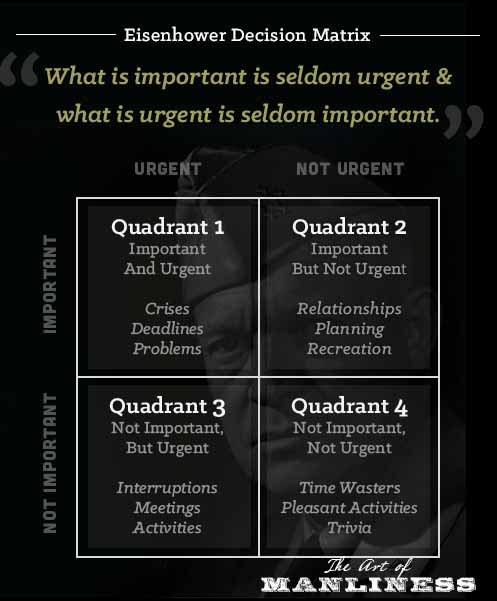 Eisenhower Decision Matrix
“What is important is seldom urgent &
what is urgent is seldom important.”
URGENT NOT URGENT
IMPORTANT
Quadrant 1
Important
And Urgent
Crises
Deadlines
Problems
Quadrant 2
Important
But Not Urgent
Relationships
Planning
Recreation
NOT IMPORTANT
Quadrant 3
Not Important,
But Urgent
Interruptions
Meetings
Activities
Quadrant 4
Not Important,
Not Urgent
Time Wasters
Pleasant Activities
Trivia
The Art of
MANLINESS